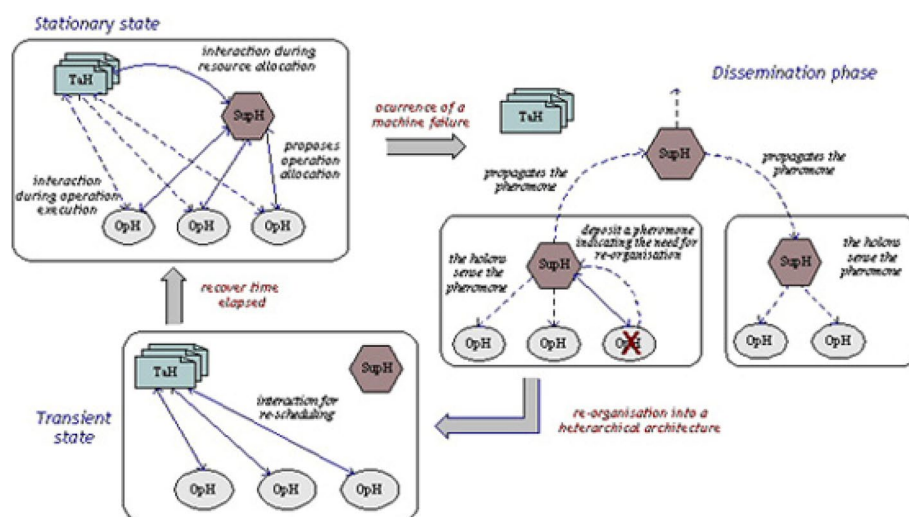 Stationary state
TaH
interaction during
resource allocation
SupH
proposes
operation
allocation
interaction
during operation
execution
OpH
OpH
OpH
ocurrence of a
machine failure
Dissemination phase
TaH
SupH
propagates the
pheromone
propagates the
pheromone
deposit a pheromone
indicating the need for
re-organisation
the holons
sense the
pheromone
SupH
OpH
OpH
OpH
SupH
the holons
sense the
pheromone
OpH
OpH
recover time
elapsed
re-organisation into a
heterarchical architecture
Transient
state
TaH
SupH
interaction for
re-scheduling
OpH
OpH
OpH